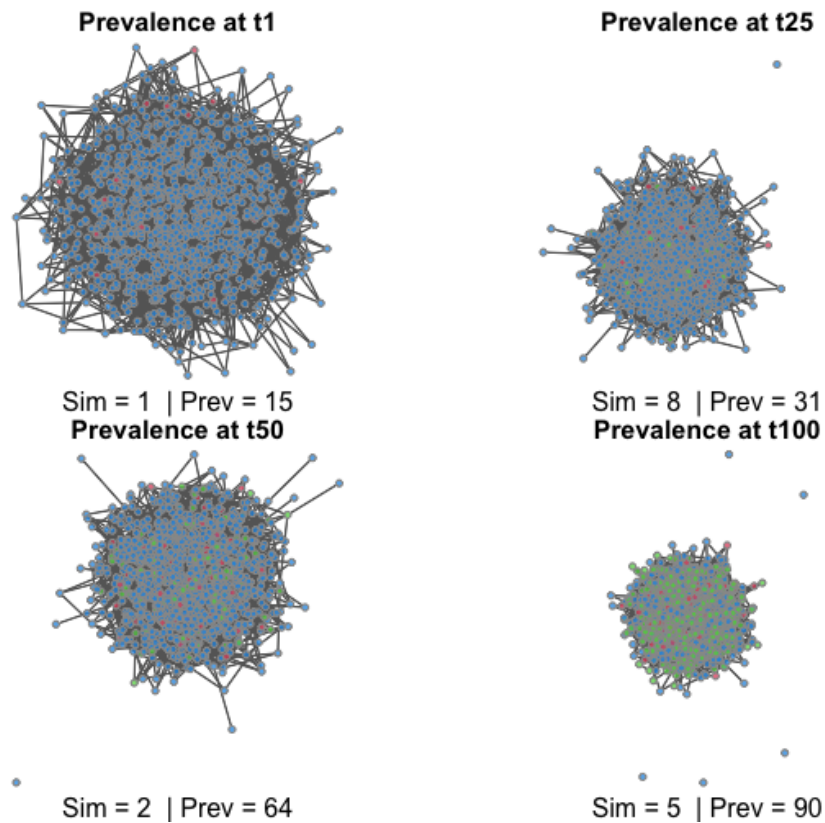 Prevalence at t1
Prevalence at t25
Sim = 1 | Prev = 15
Sim = 8 | Prev = 31
Prevalence at t50
Prevalence at t100
Sim = 2 | Prev = 64
Sim = 5 | Prev = 90